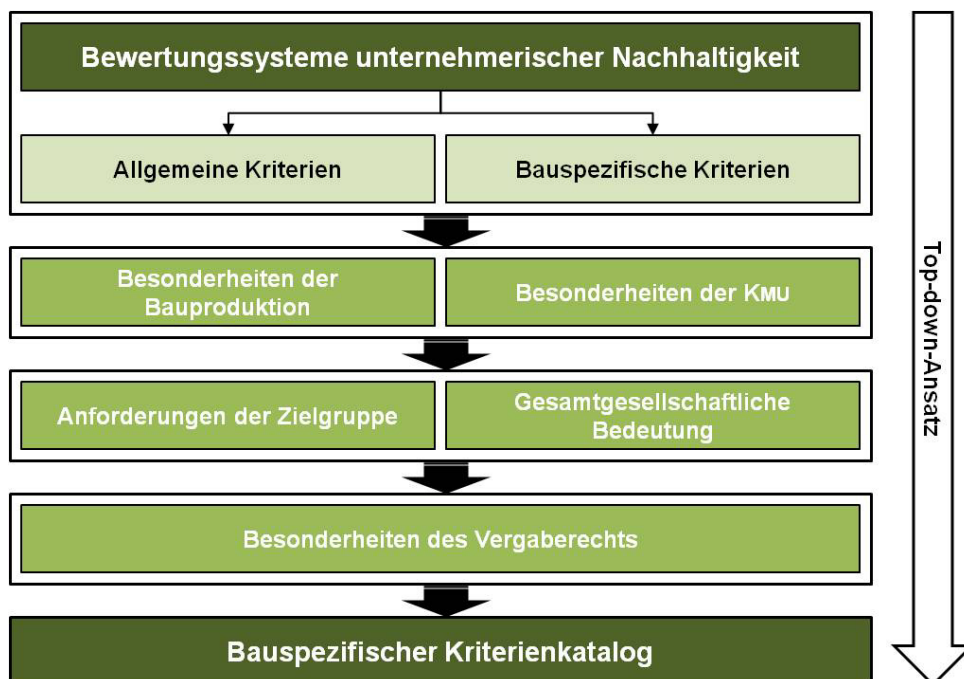 Bewertungssysteme unternehmerischer Nachhaltigkeit
Allgemeine Kriterien
Bauspezifische Kriterien
Besonderheiten der
Bauproduktion
Besonderheiten der KMU
Anforderungen der Zielgruppe
Gesamtgesellschaftliche
Bedeutung
Besonderheiten des Vergaberechts
Bauspezifischer Kriterienkatalog
Top-down-Ansatz